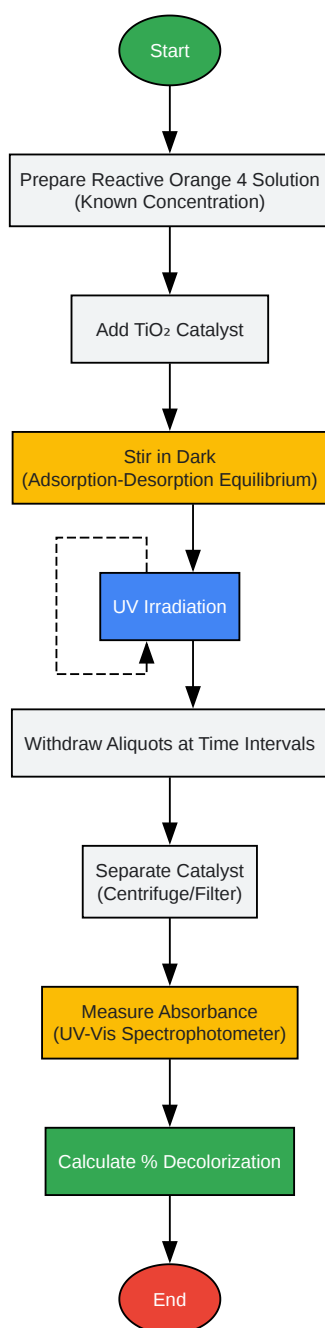 Start
Prepare Reactive Orange 4 Solution
(Known Concentration)
Add TiO₂ Catalyst
Stir in Dark
(Adsorption-Desorption Equilibrium)
UV Irradiation
Withdraw Aliquots at Time Intervals
Separate Catalyst
(Centrifuge/Filter)
Measure Absorbance
(UV-Vis Spectrophotometer)
Calculate % Decolorization
End